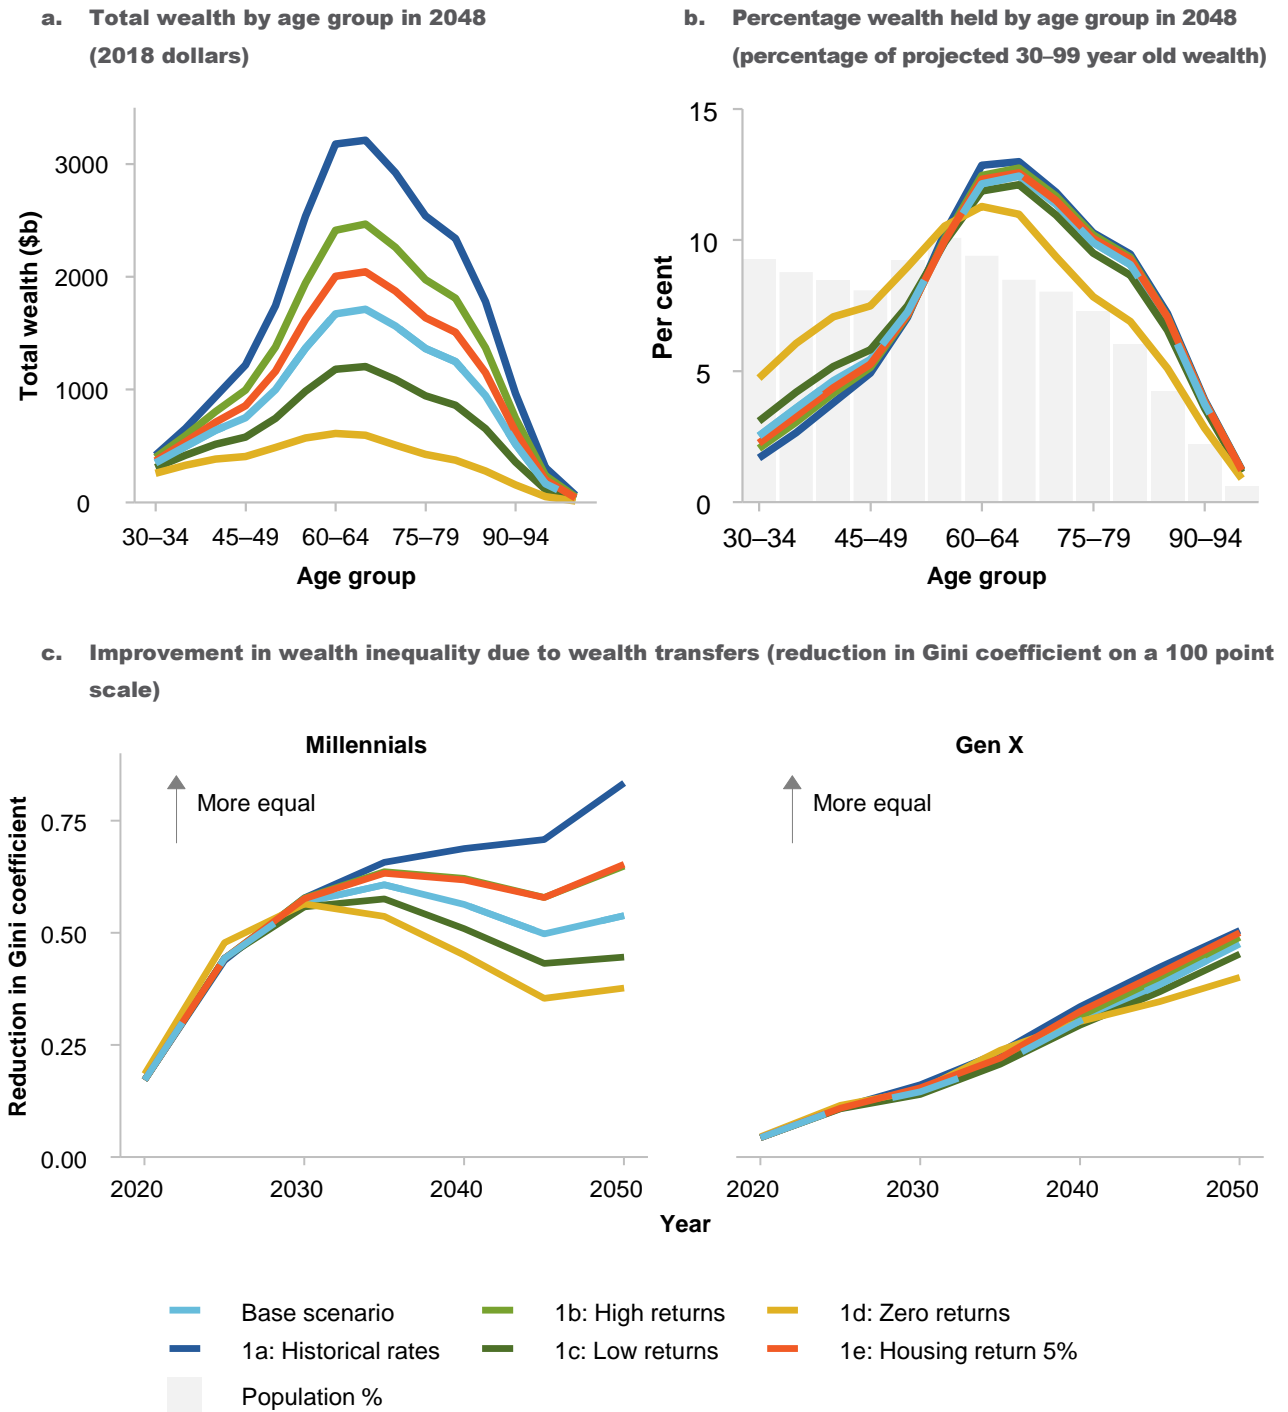 a. Total wealth by age group in 2048
(2018 dollars)
b. Percentage wealth held by age group in 2048
(percentage of projected 30–99 year old wealth)
Total wealth ($b)
3000
2000
1000
0
30–34 45–49 60–64 75–79 90–94
Age group
Per cent
15
10
5
0
30–34 45–49 60–64 75–79 90–94
Age group
c. Improvement in wealth inequality due to wealth transfers (reduction in Gini coefficient on a 100 point
scale)
Millennials
Gen X
Reduction in Gini coefficient
More equal
More equal
0.75
0.50
0.25
0.00
2020 2030 2040 2050
2020 2030 2040 2050
Year
Base scenario
1b: High returns
1d: Zero returns
1a: Historical rates
1c: Low returns
1e: Housing return 5%
Population %